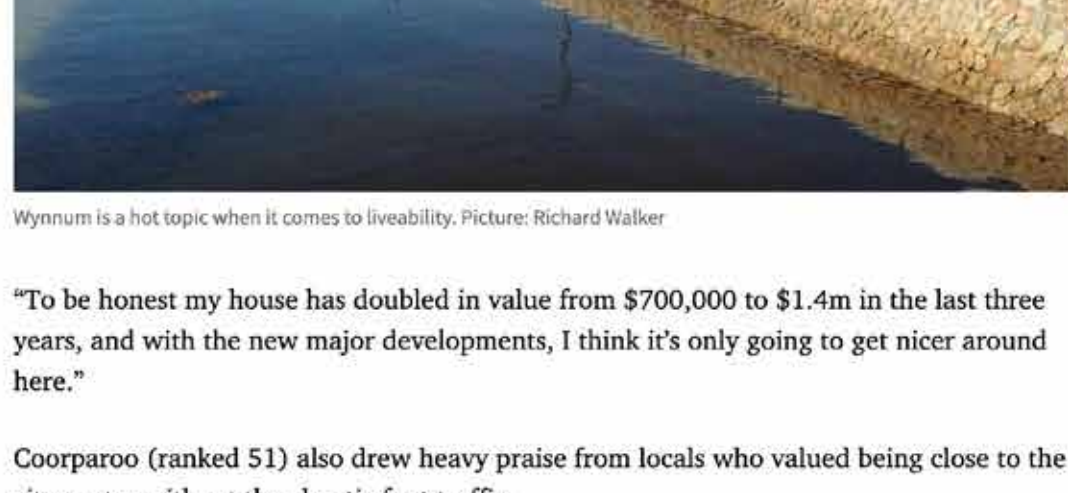 Wynnum is a hot topic when it comes to liveability. Picture: Richard Walker
“To be honest my house has doubled in value from $700,000 to $1.4m in the last three
years, and with the new major developments, I think it’s only going to get nicer around
here.”
Coorparoo (ranked 51) also drew heavy praise from locals who valued being close to the